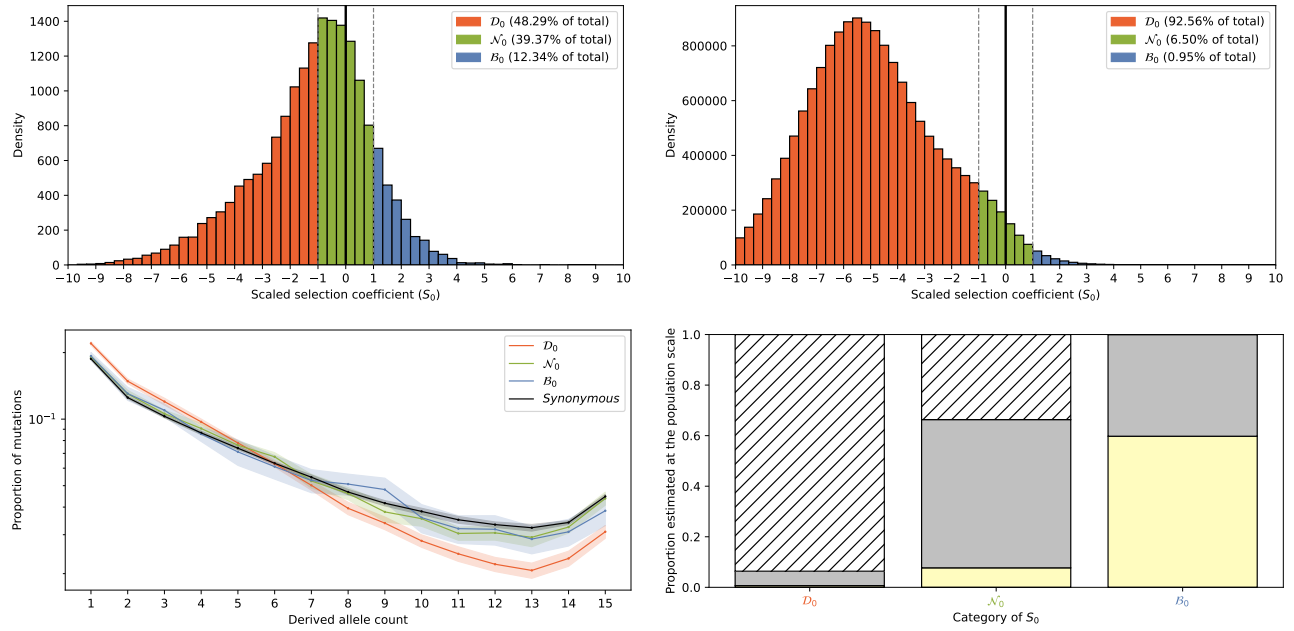 1400
1200
1000
800
600
400
200
0
Density
−10 −9 −8 −7 −6 −5 −4 −3 −2 −1 0 1 2 3 4 5 6 7 8 9 10
Scaled selection coefficient (S₀)
𝒟₀ (48.29% of total)
𝒩₀ (39.37% of total)
ℬ₀ (12.34% of total)
800000
600000
400000
200000
0
Density
−10 −9 −8 −7 −6 −5 −4 −3 −2 −1 0 1 2 3 4 5 6 7 8 9 10
Scaled selection coefficient (S₀)
𝒟₀ (92.56% of total)
𝒩₀ (6.50% of total)
ℬ₀ (0.95% of total)
Proportion of mutations
10⁻¹
1 2 3 4 5 6 7 8 9 10 11 12 13 14 15
Derived allele count
𝒟₀
𝒩₀
ℬ₀
Synonymous
Proportion estimated at the population scale
1.0
0.8
0.6
0.4
0.2
0.0
𝒟₀ 𝒩₀ ℬ₀
Category of S₀